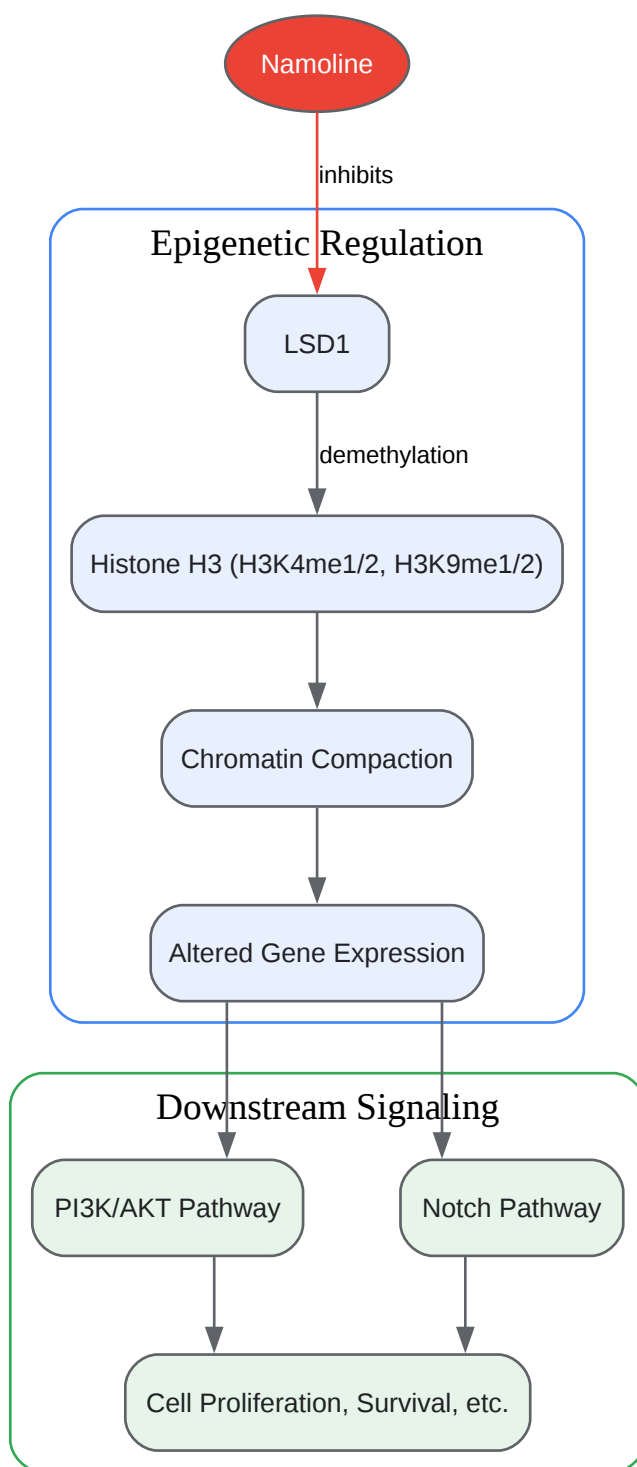 Namoline
inhibits
Epigenetic Regulation
LSD1
demethylation
Histone H3 (H3K4me1/2, H3K9me1/2)
Chromatin Compaction
Altered Gene Expression
Downstream Signaling
PI3K/AKT Pathway
Notch Pathway
Cell Proliferation, Survival, etc.